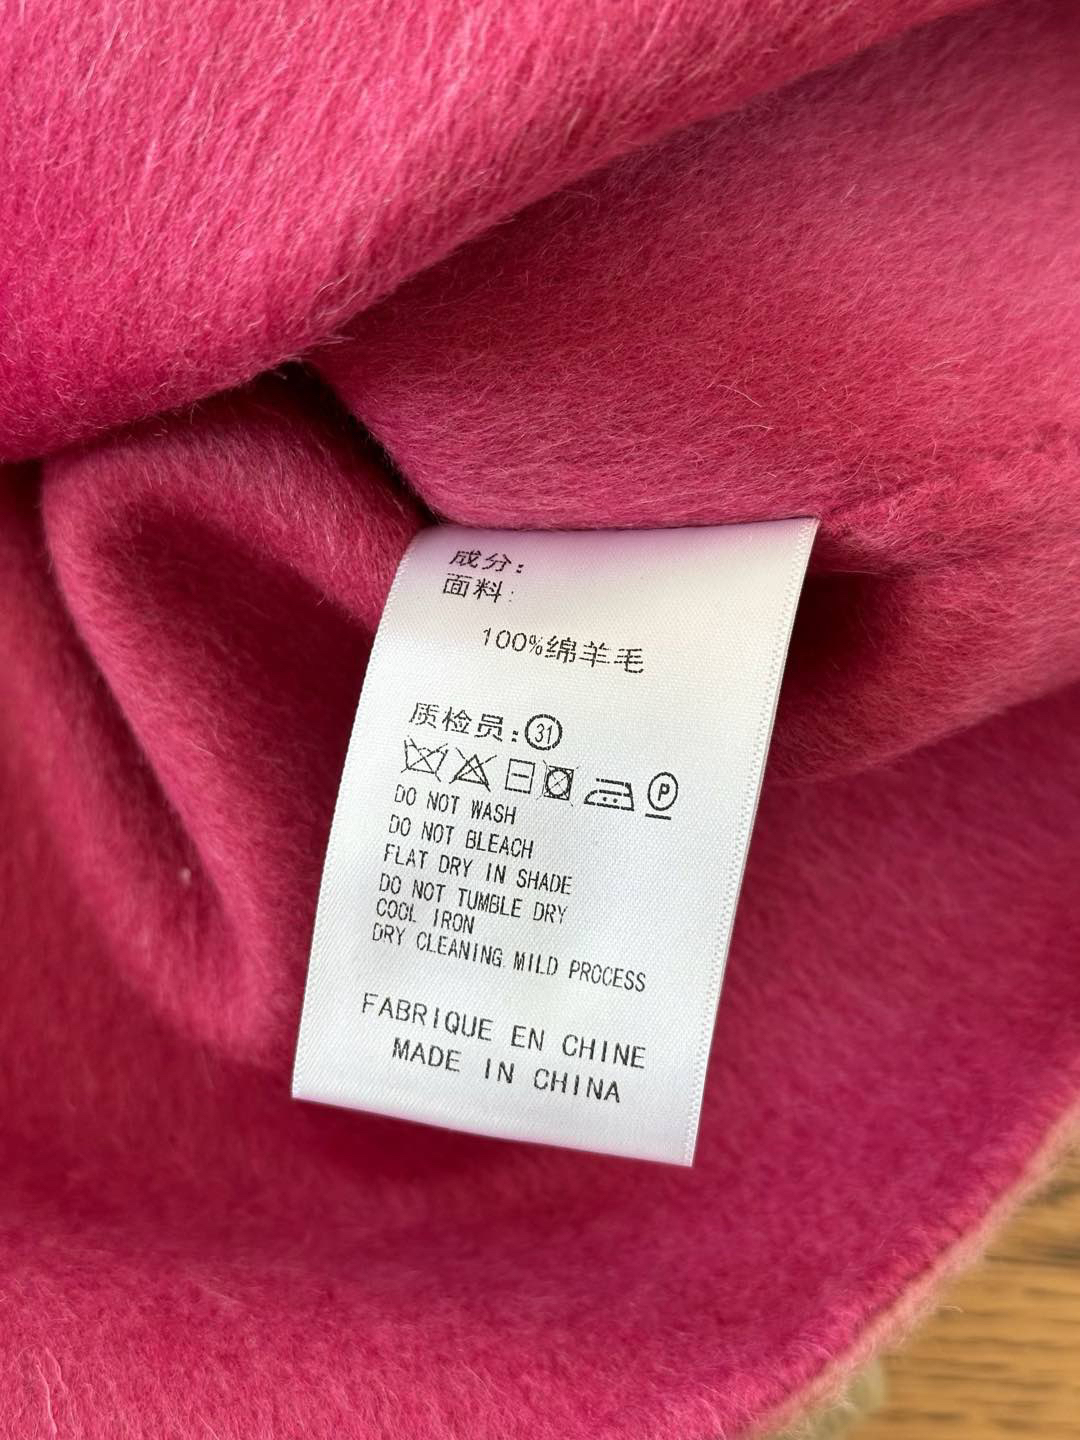 成分:
面料:
100%绵羊毛
质检员:㉛
P
DO NOT WASH
DO NOT BLEACH
FLAT DRY IN SHADE
DO NOT TUMBLE DRY
COOL IRON
DRY CLEANING MILD PROCESS
FABRIQUE EN CHINE
MADE IN CHINA